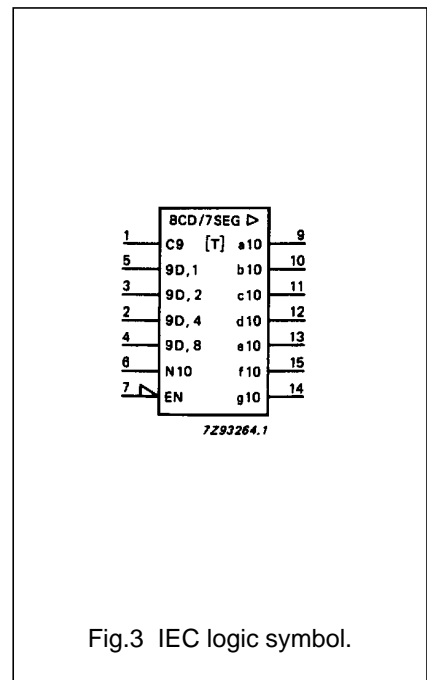 BCD/7SEG ▷
1 C9 [T] a10 9
5 9D,1 b10 10
3 9D,2 c10 11
2 9D,4 d10 12
4 9D,8 e10 13
6 N10 f10 15
7 EN g10 14
7Z93264.1
Fig.3 IEC logic symbol.